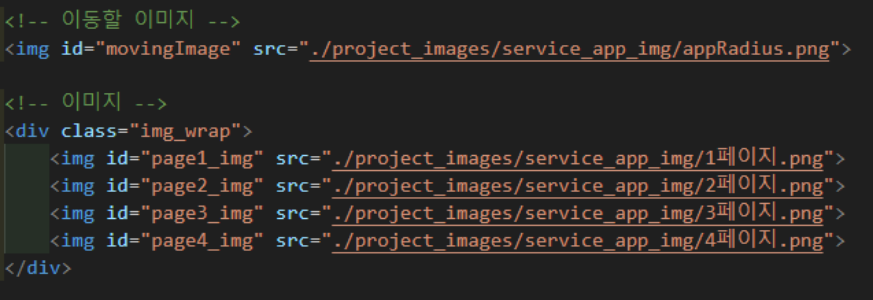 <!-- 이동할 이미지 -->
<img id="movingImage" src="./project_images/service_app_img/appRadius.png">
<!-- 이미지 -->
<div class="img_wrap">
<img id="page1_img" src="./project_images/service_app_img/1페이지.png">
<img id="page2_img" src="./project_images/service_app_img/2페이지.png">
<img id="page3_img" src="./project_images/service_app_img/3페이지.png">
<img id="page4_img" src="./project_images/service_app_img/4페이지.png">
</div>